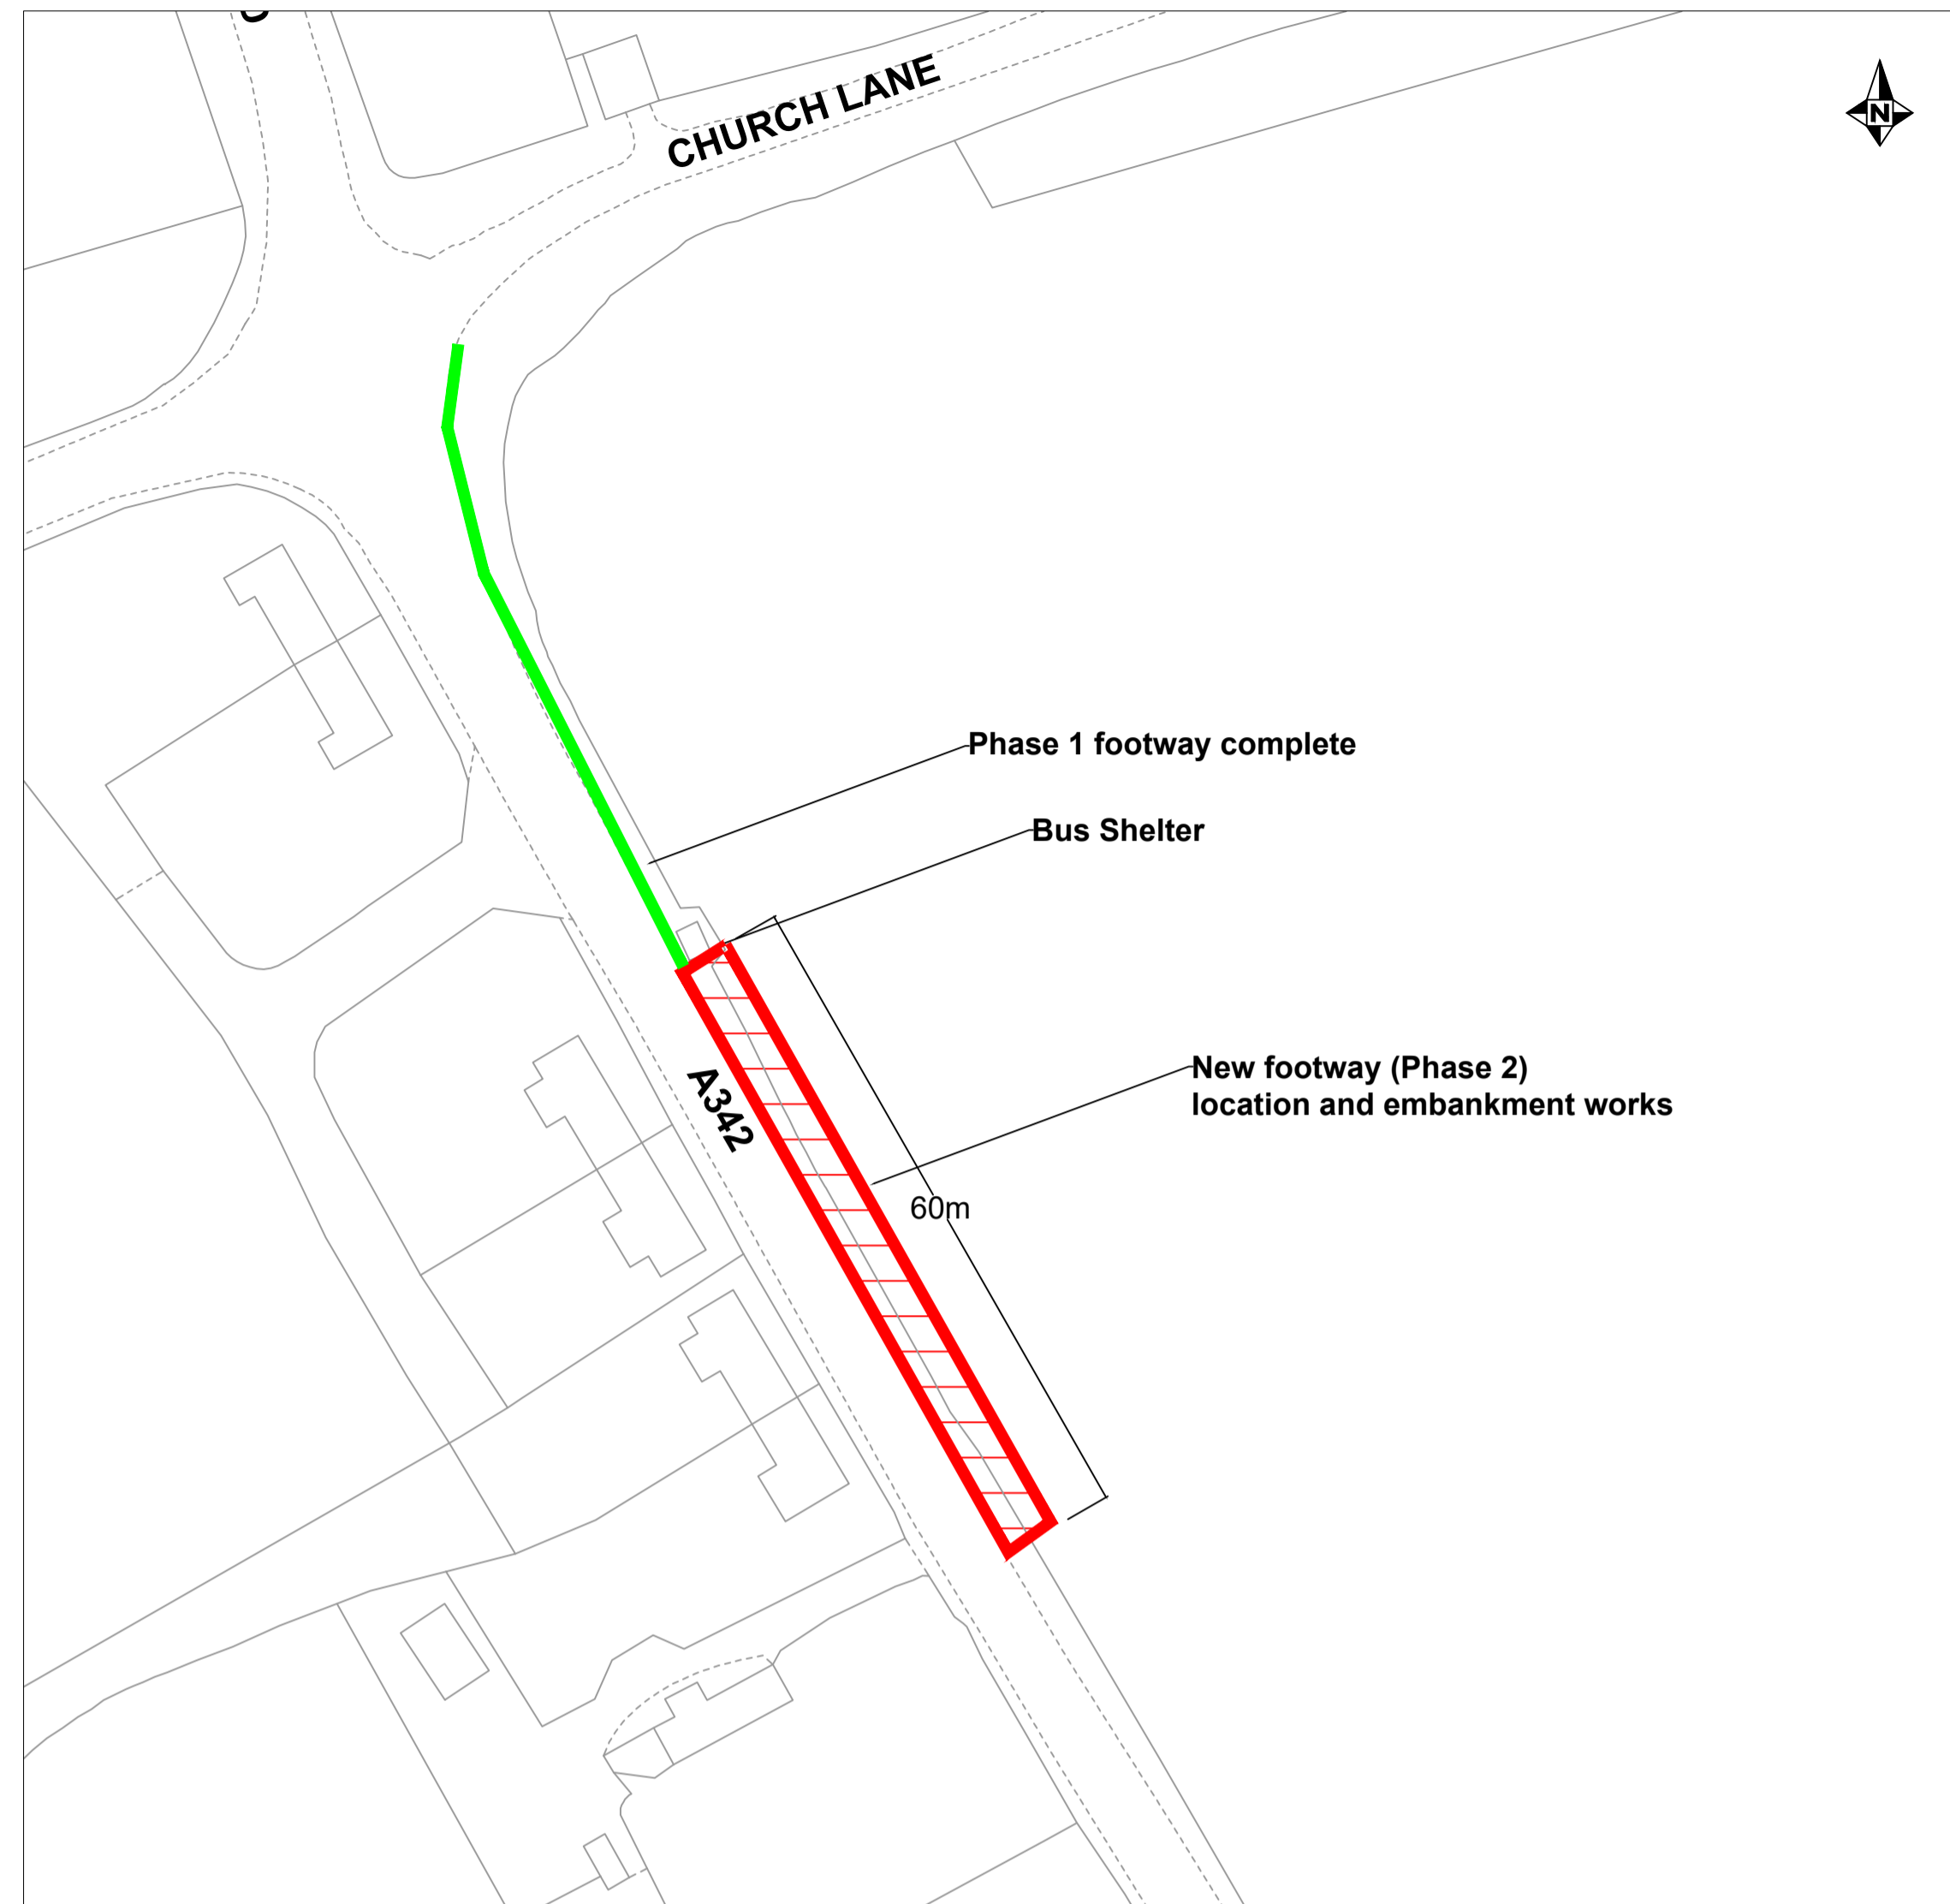 CHURCH LANE
N
Phase 1 footway complete
Bus Shelter
New footway (Phase 2)
location and embankment works
A342
60m